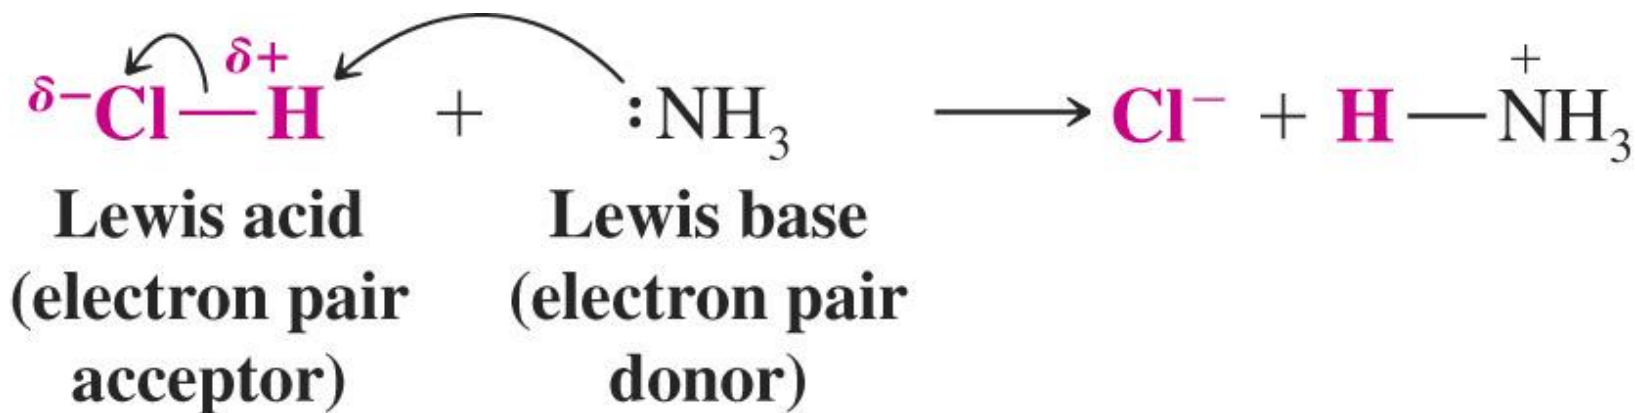 δ−Cl—H δ+ + :NH₃ ⟶ Cl⁻ + H—N⁺H₃
Lewis acid
(electron pair
acceptor)
Lewis base
(electron pair
donor)